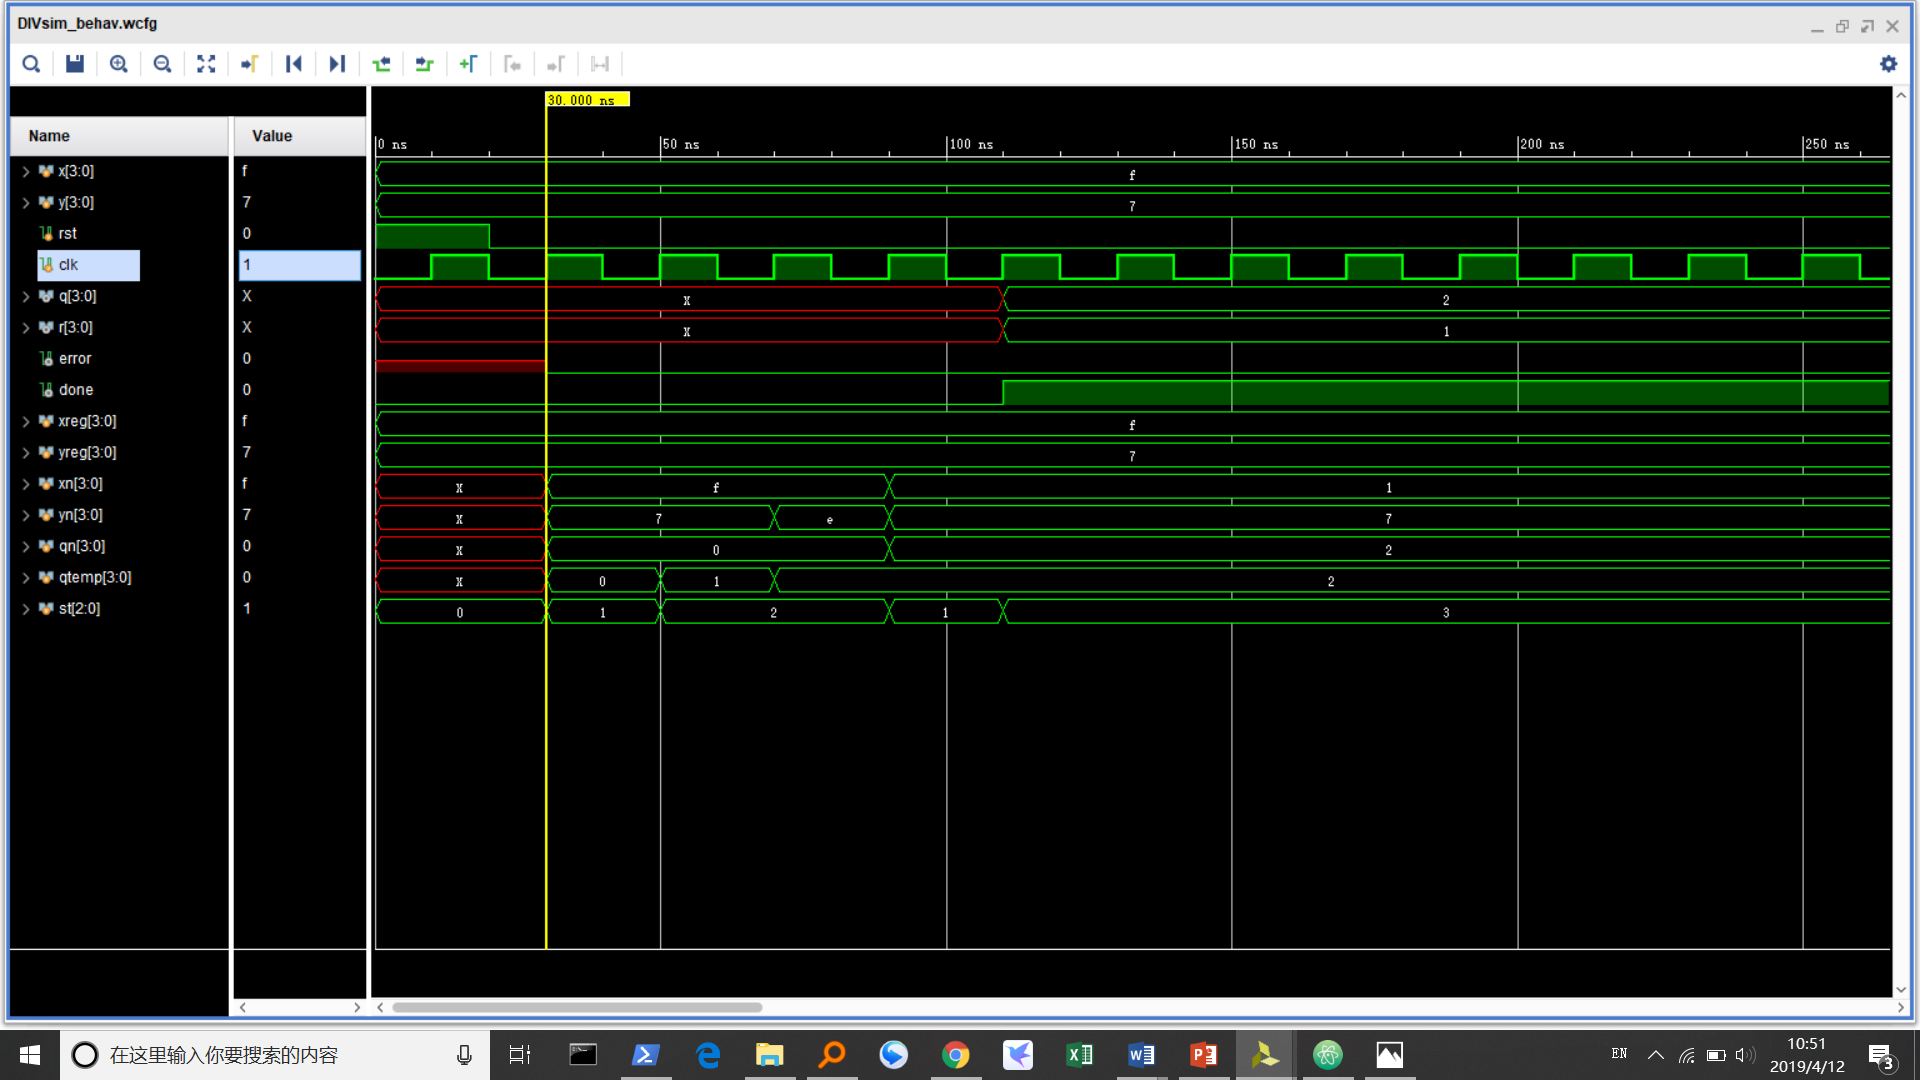 DIVsim_behav.wcfg
30.000 ns
Name Value
0 ns 50 ns 100 ns 150 ns 200 ns 250 ns
x[3:0] f f
y[3:0] 7 7
rst 0
clk 1
q[3:0] X X 2
r[3:0] X X 1
error 0
done 0
xreg[3:0] f f
yreg[3:0] 7 7
xn[3:0] f X f 1
yn[3:0] 7 X 7 e 7
qn[3:0] 0 X 0 2
qtemp[3:0] 0 X 0 1 2
st[2:0] 1 0 1 2 1 3
在这里输入你要搜索的内容
EN
10:51
2019/4/12
3